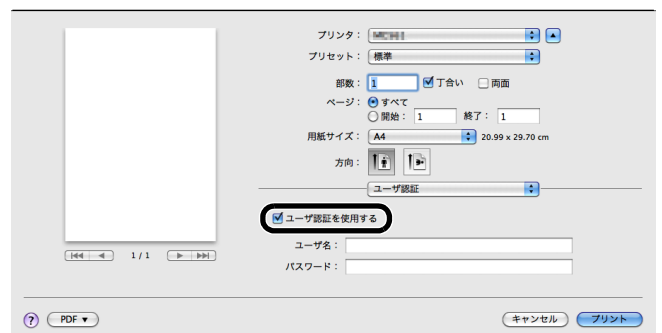 プリンタ：
プリセット： 標準
部数： 1 丁合い 両面
ページ： すべて
開始： 1 終了： 1
用紙サイズ： A4 20.99 x 29.70 cm
方向：
ユーザ認証
ユーザ認証を使用する
ユーザ名：
パスワード：
1 / 1
? PDF ▼ キャンセル プリント